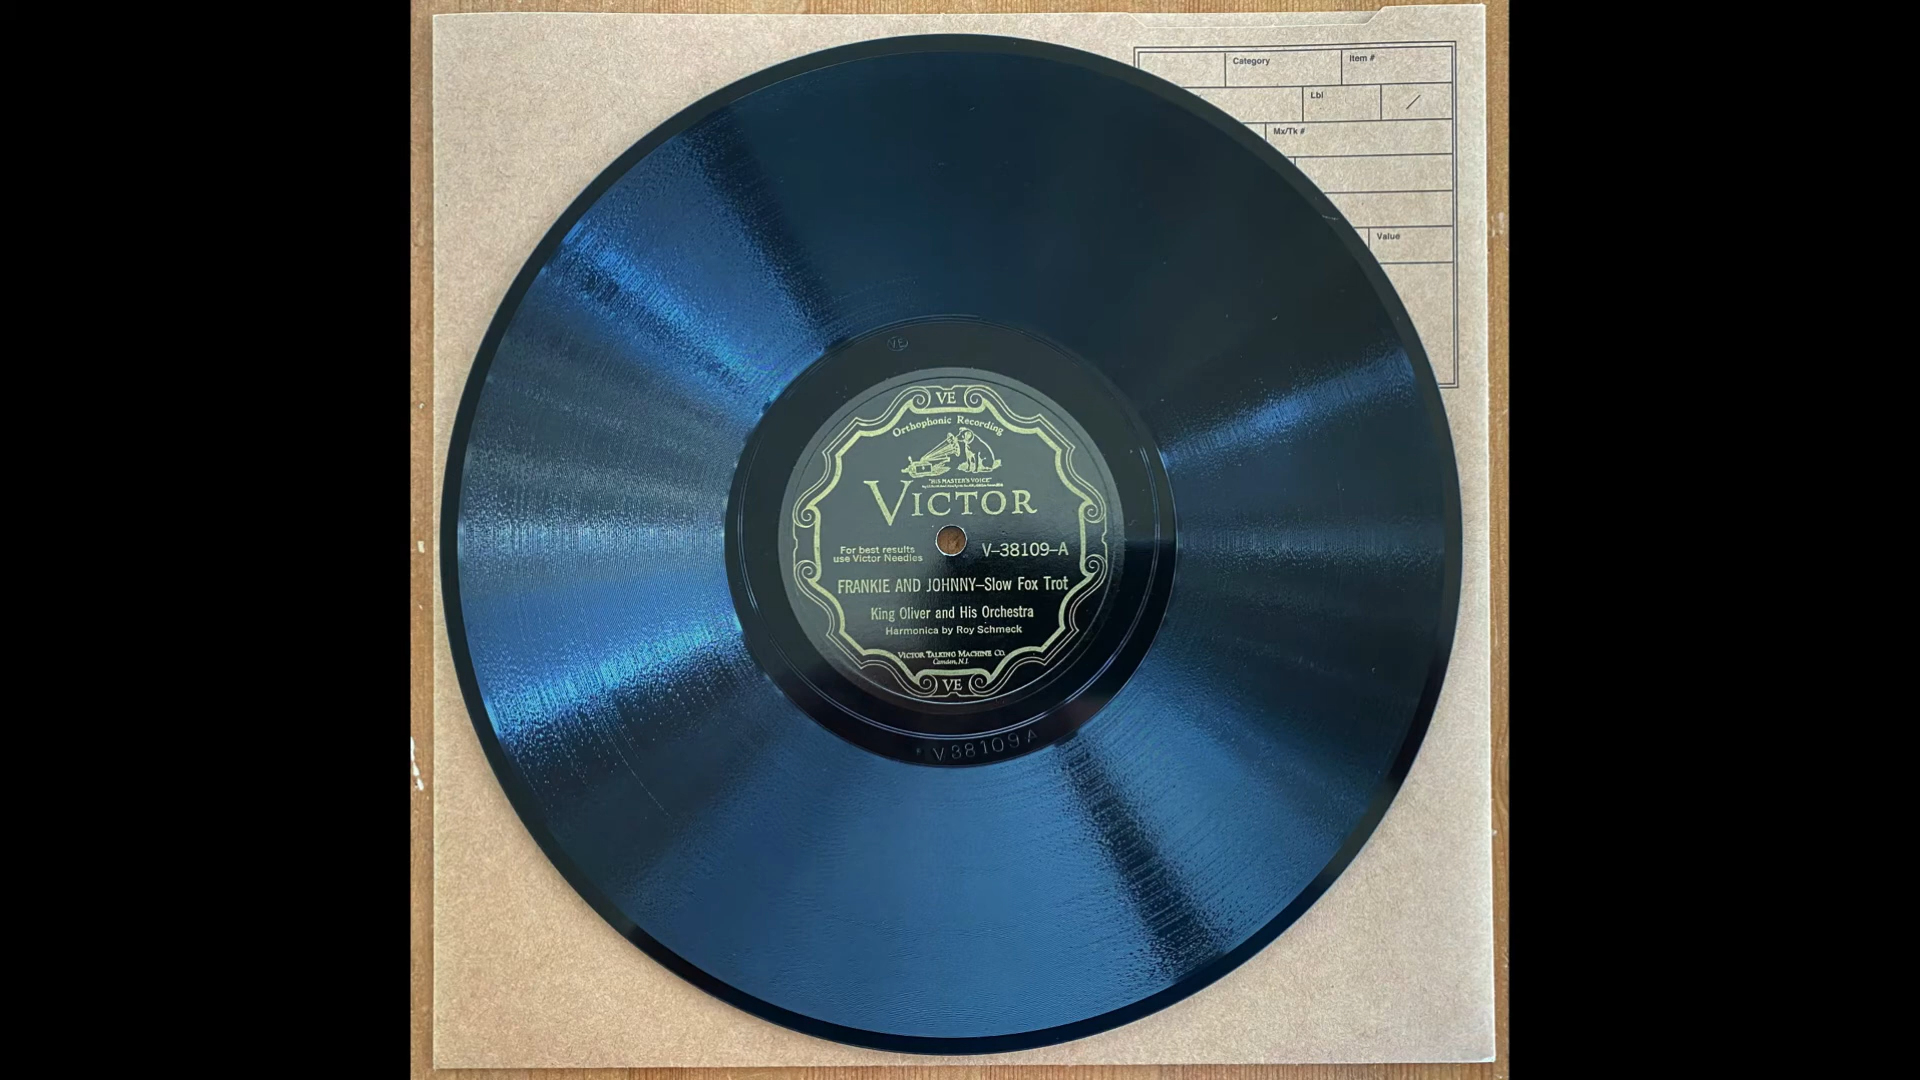 Category
Item #
Lbl
/
Mx/Tk #
Value
VE
VE
Orthophonic Recording
"HIS MASTER'S VOICE"
VICTOR
For best results
use Victor Needles
V-38109-A
FRANKIE AND JOHNNY-Slow Fox Trot
King Oliver and His Orchestra
Harmonica by Roy Schmeck
VICTOR TALKING MACHINE CO.
Camden, N.J.
VE
V38109A